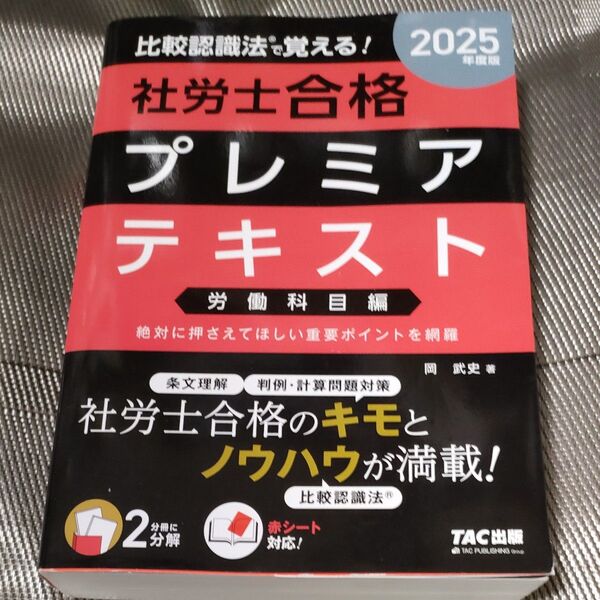 比較認識法®で覚える!
2025
年度版
社労士合格
プレミア
テキスト
労働科目編
絶対に押さえてほしい重要ポイントを網羅
岡 武史 著
条文理解 判例・計算問題対策
社労士合格のキモと
ノウハウが満載!
比較認識法®
2分冊に
分解
赤シート
対応!
TAC出版
TAC PUBLISHING Group